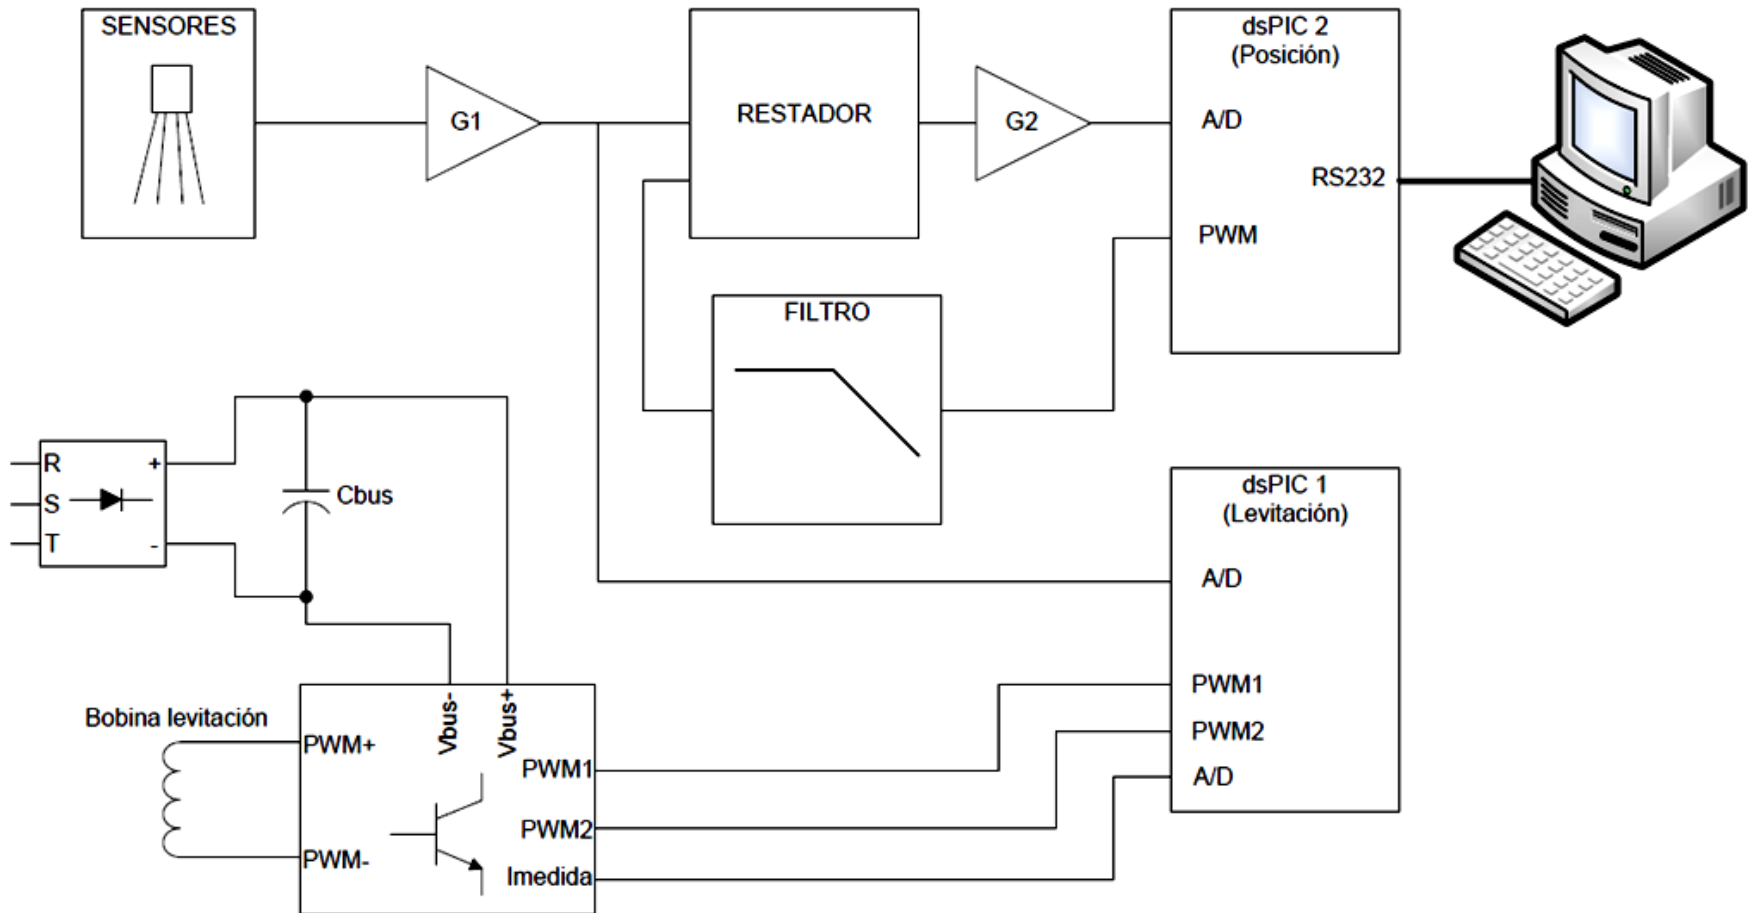 SENSORES
G1
RESTADOR
G2
dsPIC 2
(Posición)
A/D
RS232
PWM
FILTRO
R
+
S
T
-
Cbus
dsPIC 1
(Levitación)
A/D
PWM1
PWM2
A/D
Bobina levitación
PWM+
PWM-
Vbus-
Vbus+
PWM1
PWM2
Imedida